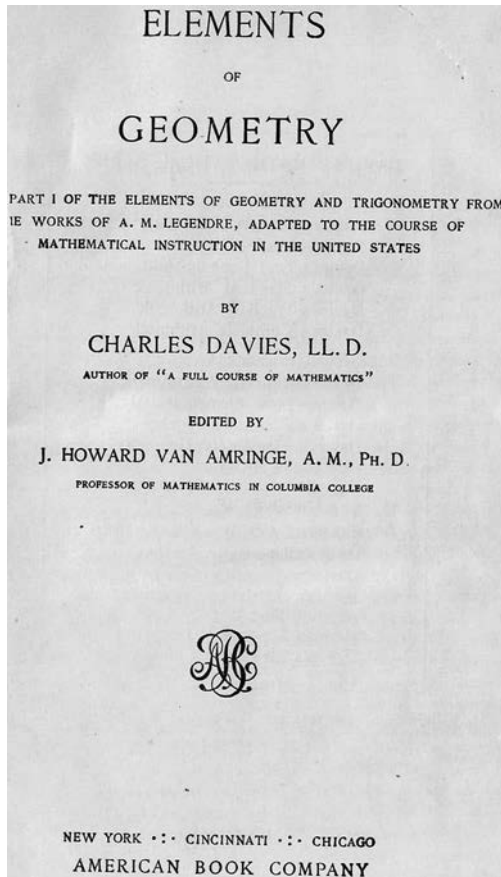 ELEMENTS
OF
GEOMETRY
PART I OF THE ELEMENTS OF GEOMETRY AND TRIGONOMETRY FROM
WORKS OF A. M. LEGENDRE, ADAPTED TO THE COURSE OF
MATHEMATICAL INSTRUCTION IN THE UNITED STATES
BY
CHARLES DAVIES, LL. D.
AUTHOR OF "A FULL COURSE OF MATHEMATICS"
EDITED BY
J. HOWARD VAN AMRINGE, A. M., PH. D.
PROFESSOR OF MATHEMATICS IN COLUMBIA COLLEGE
ABC
NEW YORK ·:· CINCINNATI ·:· CHICAGO
AMERICAN BOOK COMPANY